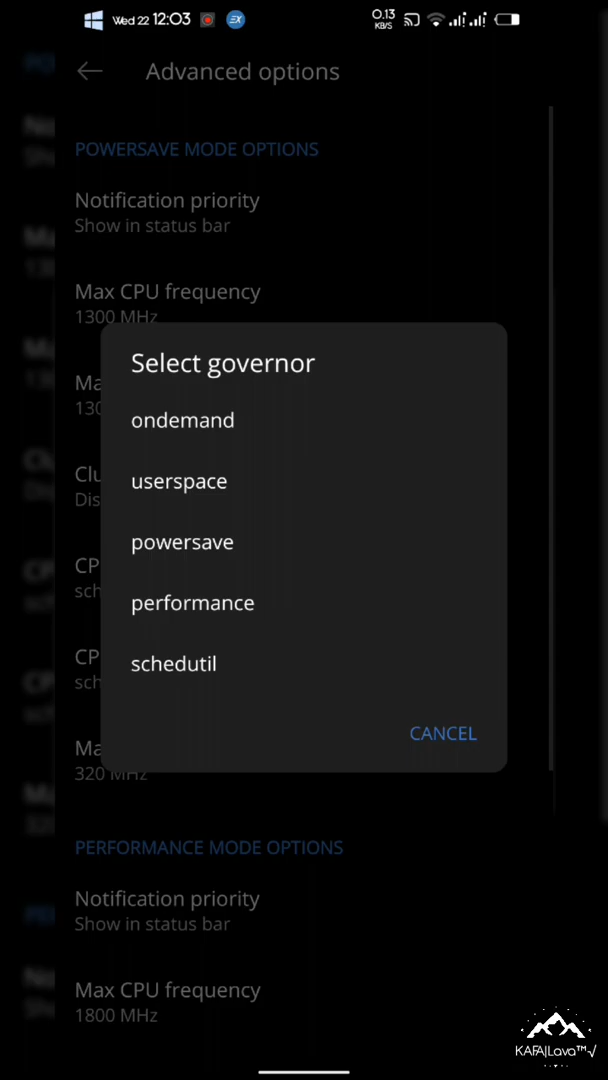 Wed 22 12:03
0.13
KB/S
Advanced options
POWERSAVE MODE OPTIONS
Notification priority
Show in status bar
Max CPU frequency
1300 MHz
Select governor
ondemand
userspace
powersave
performance
schedutil
CANCEL
320 MHz
PERFORMANCE MODE OPTIONS
Notification priority
Show in status bar
Max CPU frequency
1800 MHz
KAFA|Lava™√